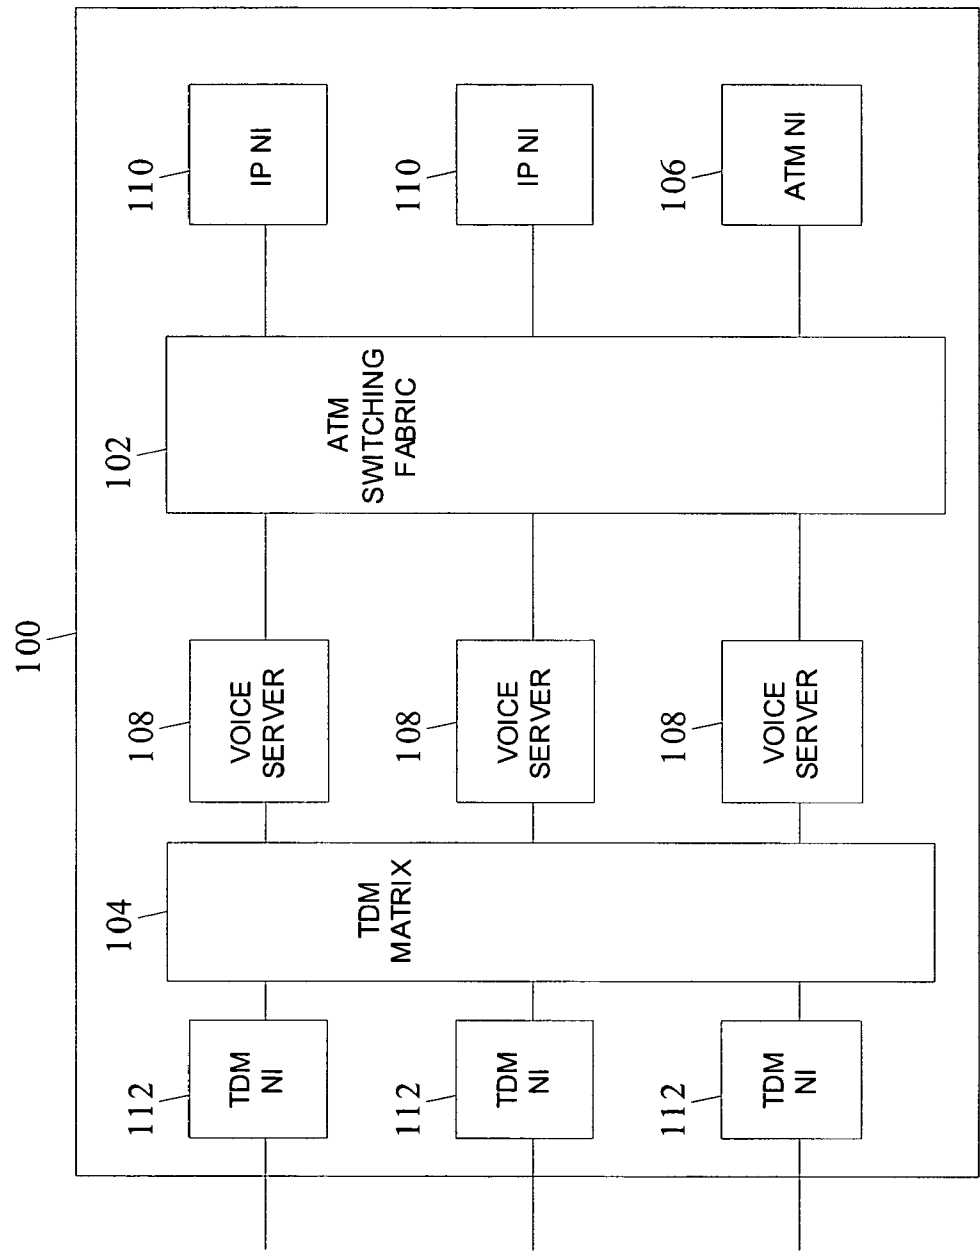 100
104
102
112
108
110
TDM
NI
VOICE
SERVER
IP NI
TDM
MATRIX
ATM
SWITCHING
FABRIC
112
108
110
TDM
NI
VOICE
SERVER
IP NI
112
108
106
TDM
NI
VOICE
SERVER
ATM NI